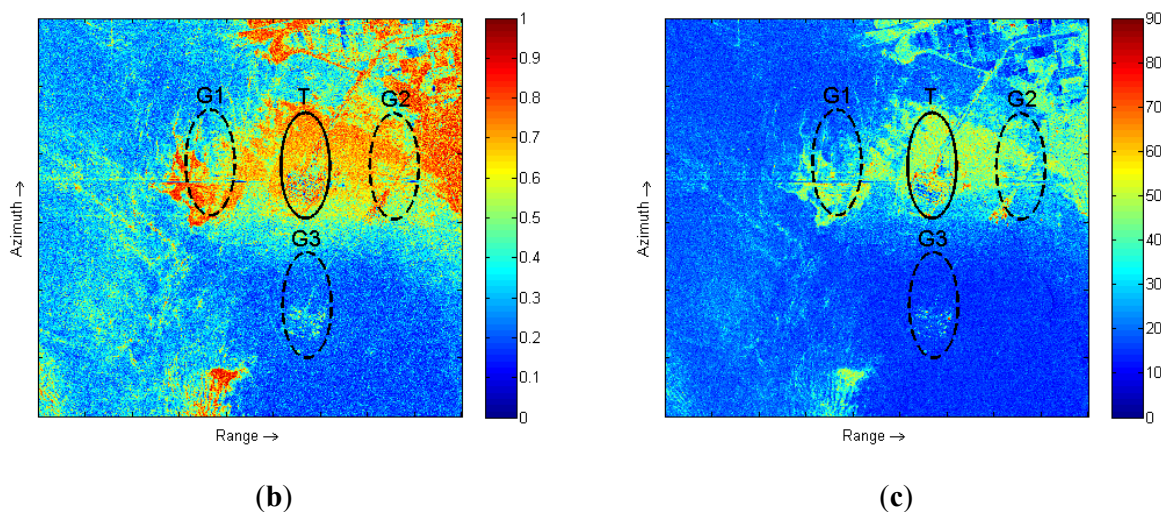 1
0.9
0.8
0.7
0.6
0.5
0.4
0.3
0.2
0.1
0
G1 T G2
G3
Azimuth →
Range →
(b)
90
80
70
60
50
40
30
20
10
0
G1 T G2
G3
Azimuth →
Range →
(c)